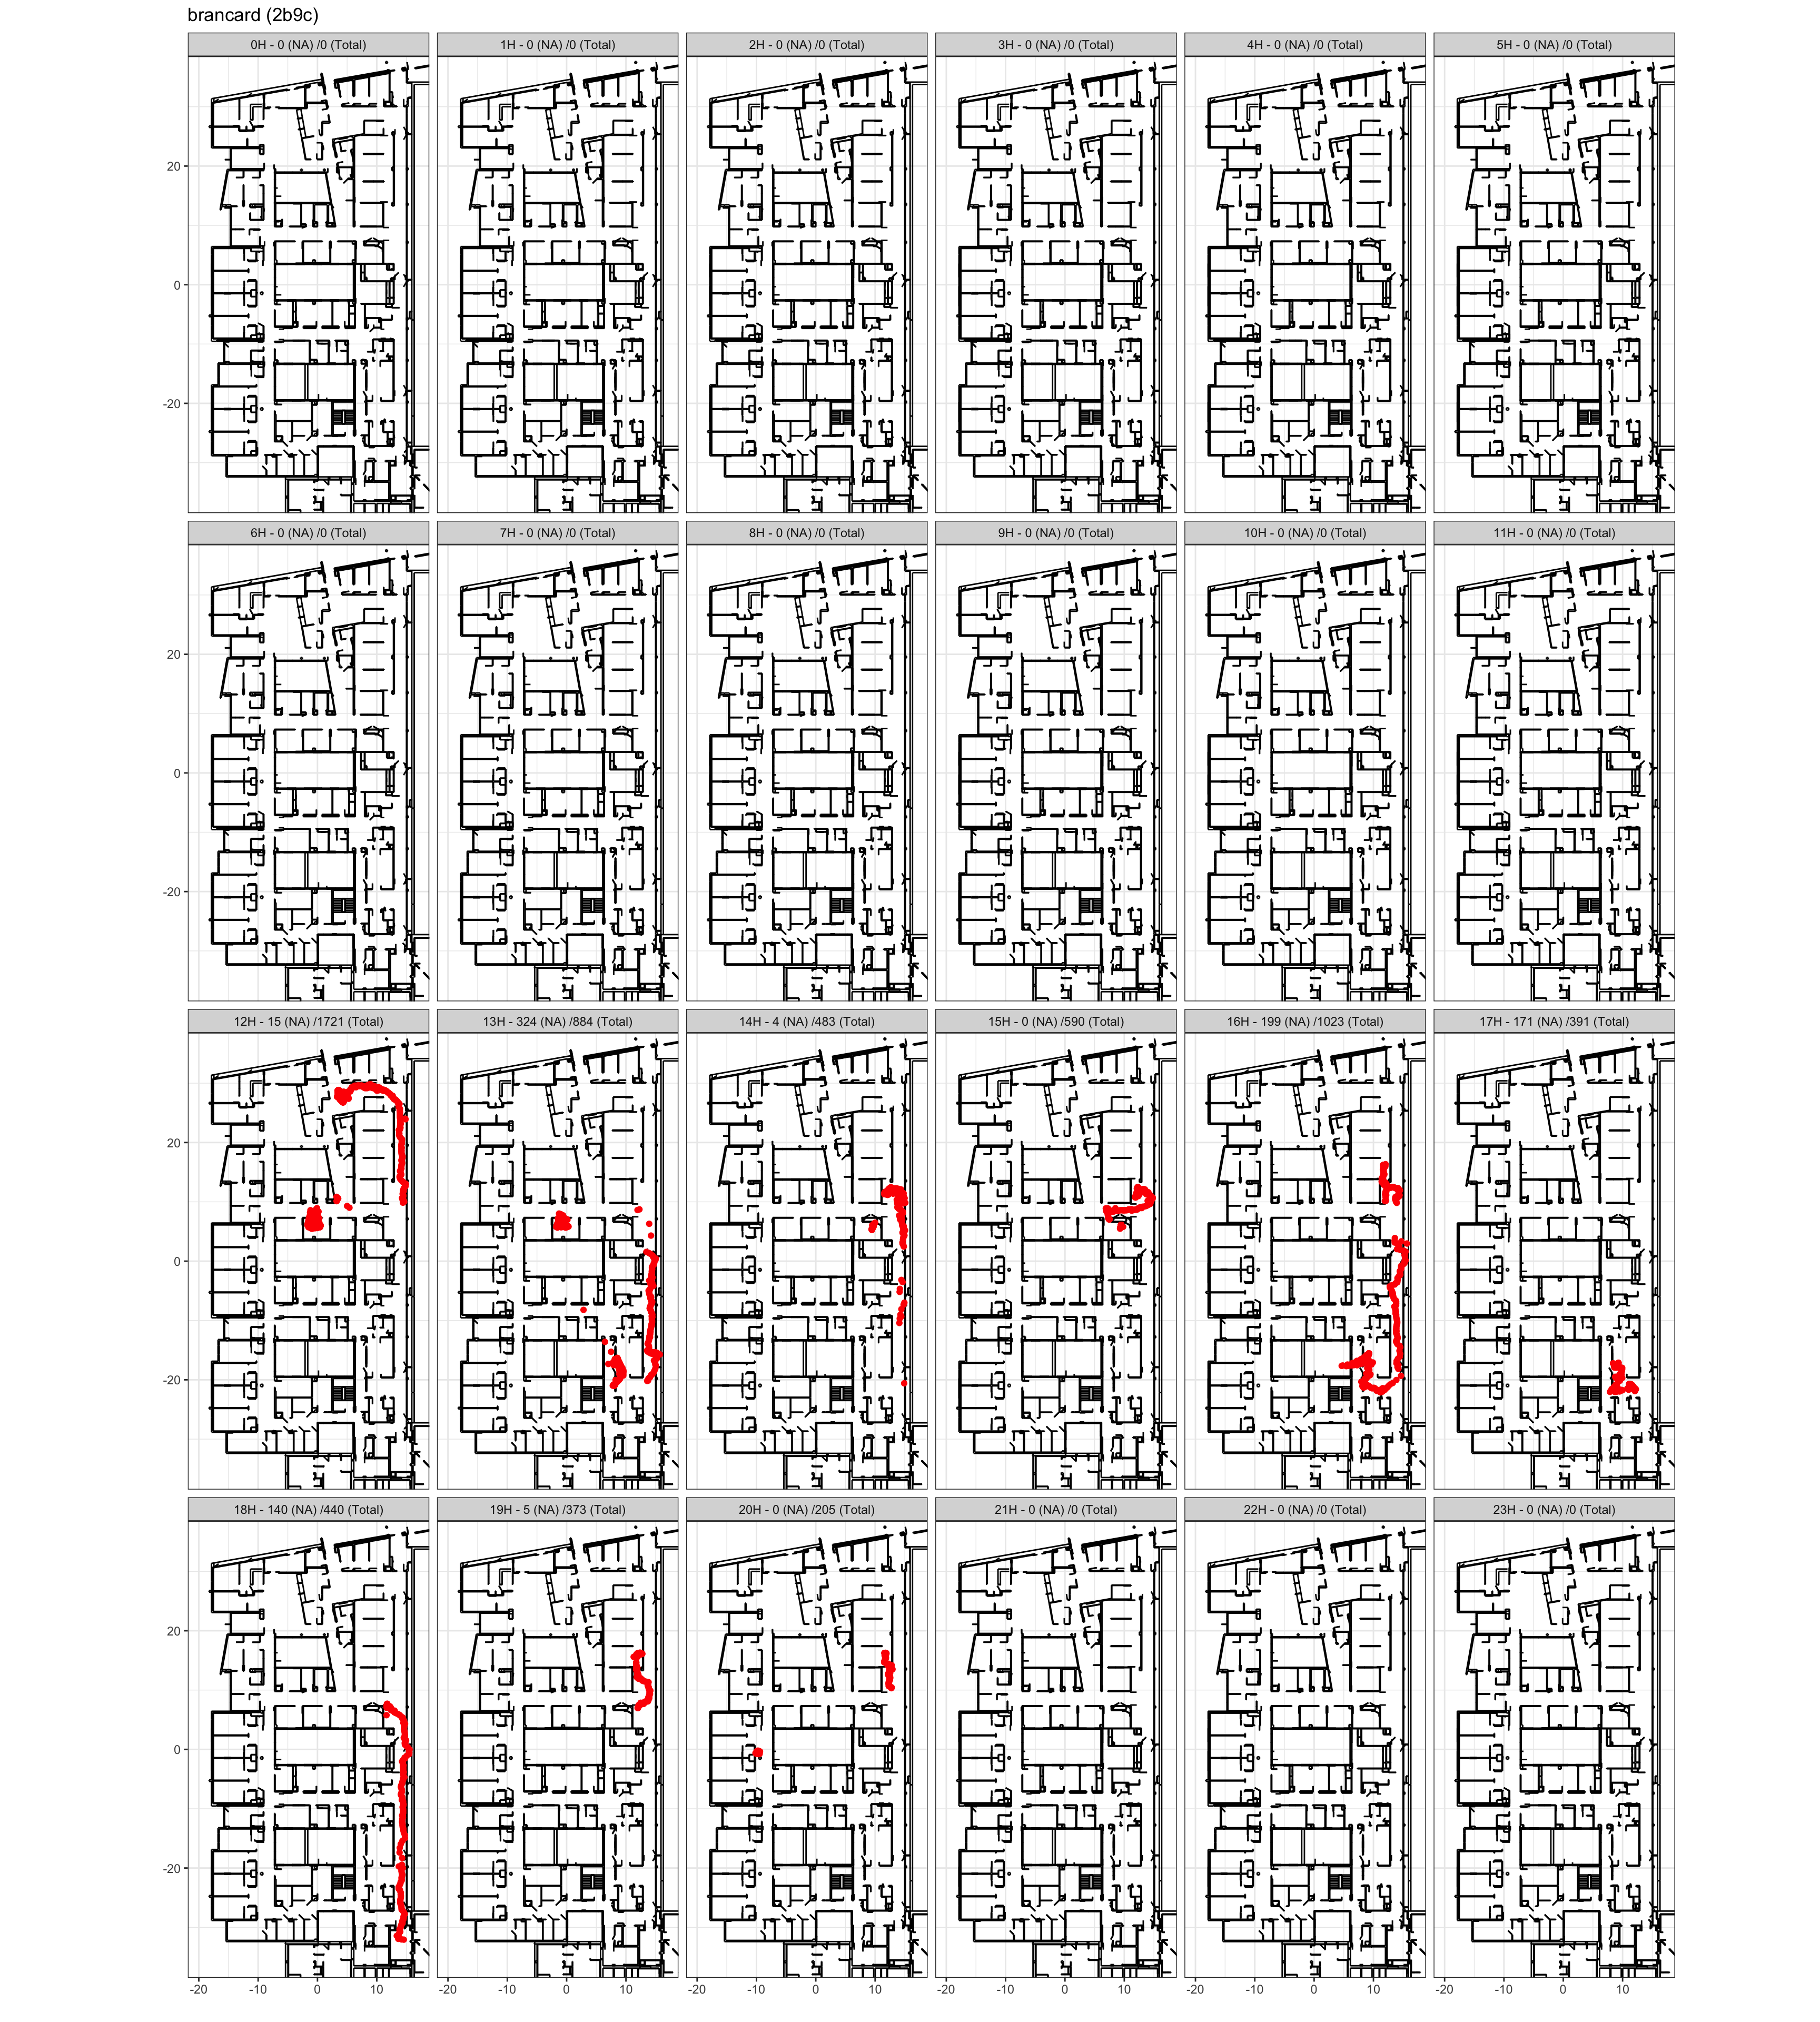 brancard (2b9c)
0H - 0 (NA) /0 (Total) 1H - 0 (NA) /0 (Total) 2H - 0 (NA) /0 (Total) 3H - 0 (NA) /0 (Total) 4H - 0 (NA) /0 (Total) 5H - 0 (NA) /0 (Total)
20
0
-20
6H - 0 (NA) /0 (Total) 7H - 0 (NA) /0 (Total) 8H - 0 (NA) /0 (Total) 9H - 0 (NA) /0 (Total) 10H - 0 (NA) /0 (Total) 11H - 0 (NA) /0 (Total)
20
0
-20
12H - 15 (NA) /1721 (Total) 13H - 324 (NA) /884 (Total) 14H - 4 (NA) /483 (Total) 15H - 0 (NA) /590 (Total) 16H - 199 (NA) /1023 (Total) 17H - 171 (NA) /391 (Total)
20
0
-20
18H - 140 (NA) /440 (Total) 19H - 5 (NA) /373 (Total) 20H - 0 (NA) /205 (Total) 21H - 0 (NA) /0 (Total) 22H - 0 (NA) /0 (Total) 23H - 0 (NA) /0 (Total)
20
0
-20
-20 -10 0 10 -20 -10 0 10 -20 -10 0 10 -20 -10 0 10 -20 -10 0 10 -20 -10 0 10